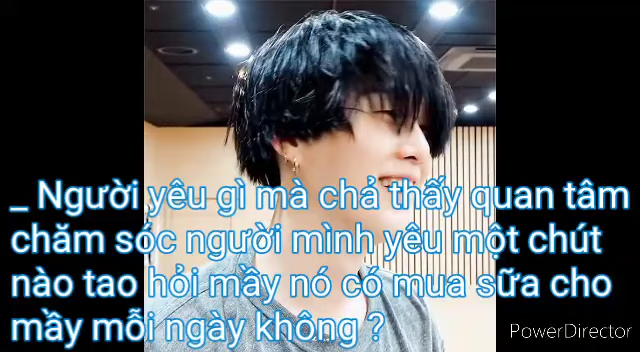 _ Người yêu gì mà chả thấy quan tâm
chăm sóc người mình yêu một chút
nào tao hỏi mầy nó có mua sữa cho
mầy mỗi ngày không ?
PowerDirector